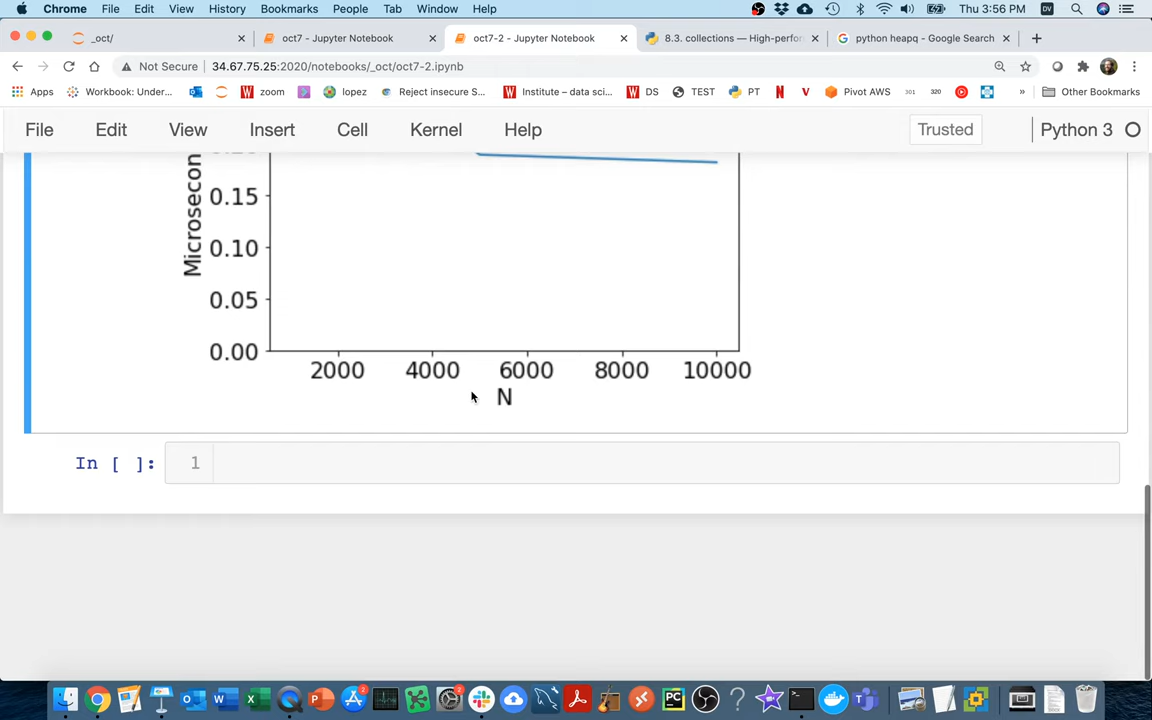 Chrome File Edit View History Bookmarks People Tab Window Help Thu 3:56 PM DV
_oct/ oct7 - Jupyter Notebook oct7-2 - Jupyter Notebook 8.3. collections — High-perfor python heapq - Google Search
Not Secure 34.67.75.25:2020/notebooks/_oct/oct7-2.ipynb
Apps Workbook: Under... zoom lopez Reject insecure S... Institute – data sci... DS TEST PT Pivot AWS 301 320 » Other Bookmarks
File Edit View Insert Cell Kernel Help Trusted Python 3
Microsecon
0.15
0.10
0.05
0.00
2000 4000 6000 8000 10000
N
In [ ]: 1